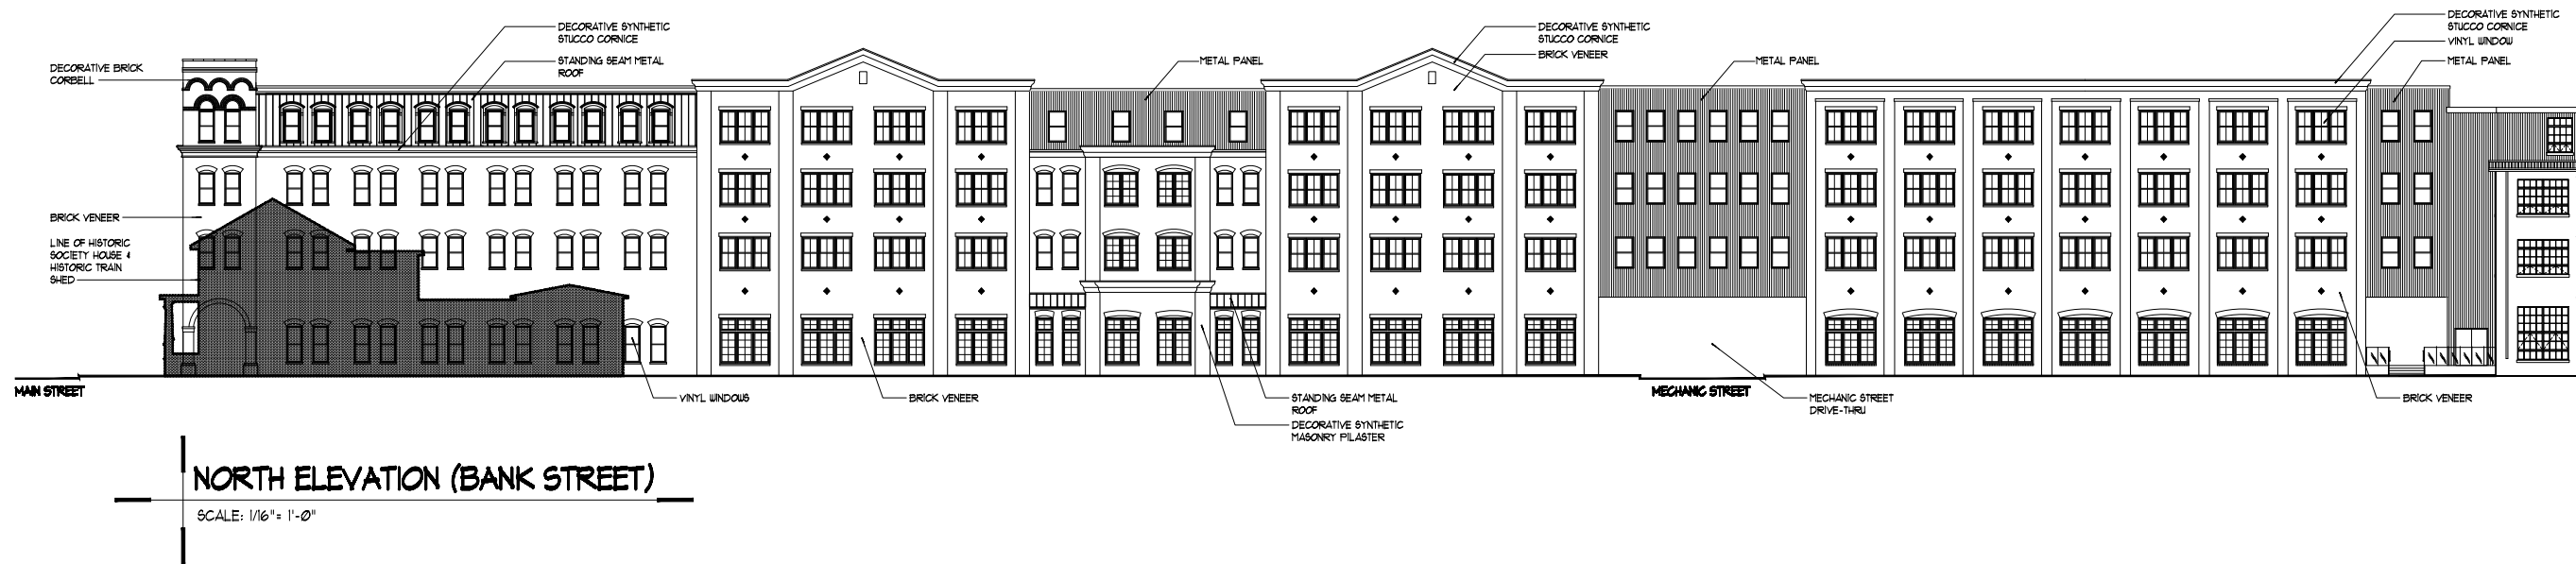 DECORATIVE SYNTHETIC
STUCCO CORNICE
STANDING SEAM METAL
ROOF
DECORATIVE BRICK
CORBELL
BRICK VENEER
LINE OF HISTORIC
SOCIETY HOUSE &
HISTORIC TRAIN
SHED
METAL PANEL
DECORATIVE SYNTHETIC
STUCCO CORNICE
BRICK VENEER
METAL PANEL
DECORATIVE SYNTHETIC
STUCCO CORNICE
VINYL WINDOW
METAL PANEL
MAIN STREET
VINYL WINDOWS
BRICK VENEER
STANDING SEAM METAL
ROOF
DECORATIVE SYNTHETIC
MASONRY PILASTER
MECHANIC STREET
MECHANIC STREET
DRIVE-THRU
BRICK VENEER
NORTH ELEVATION (BANK STREET)
SCALE: 1/16"= 1'-0"